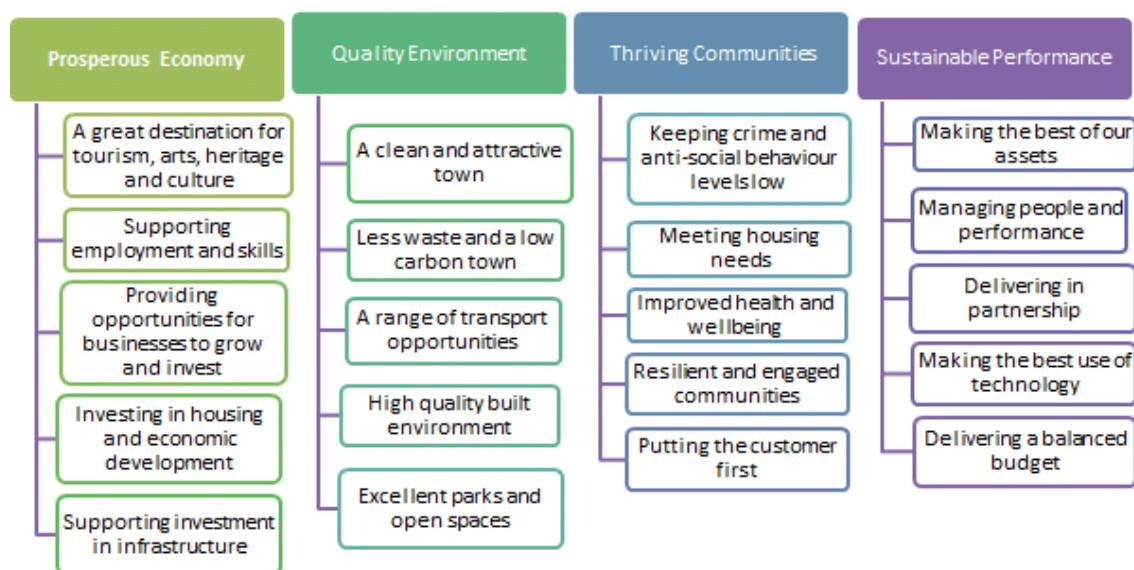 Prosperous Economy
A great destination for
tourism, arts, heritage
and culture
Supporting
employment and skills
Providing
opportunities for
businesses to grow
and invest
Investing in housing
and economic
development
Supporting investment
in infrastructure
Quality Environment
A clean and attractive
town
Less waste and a low
carbon town
A range of transport
opportunities
High quality built
environment
Excellent parks and
open spaces
Thriving Communities
Keeping crime and
anti-social behaviour
levels low
Meeting housing
needs
Improved health and
wellbeing
Resilient and engaged
communities
Putting the customer
first
Sustainable Performance
Making the best of our
assets
Managing people and
performance
Delivering in
partnership
Making the best use of
technology
Delivering a balanced
budget